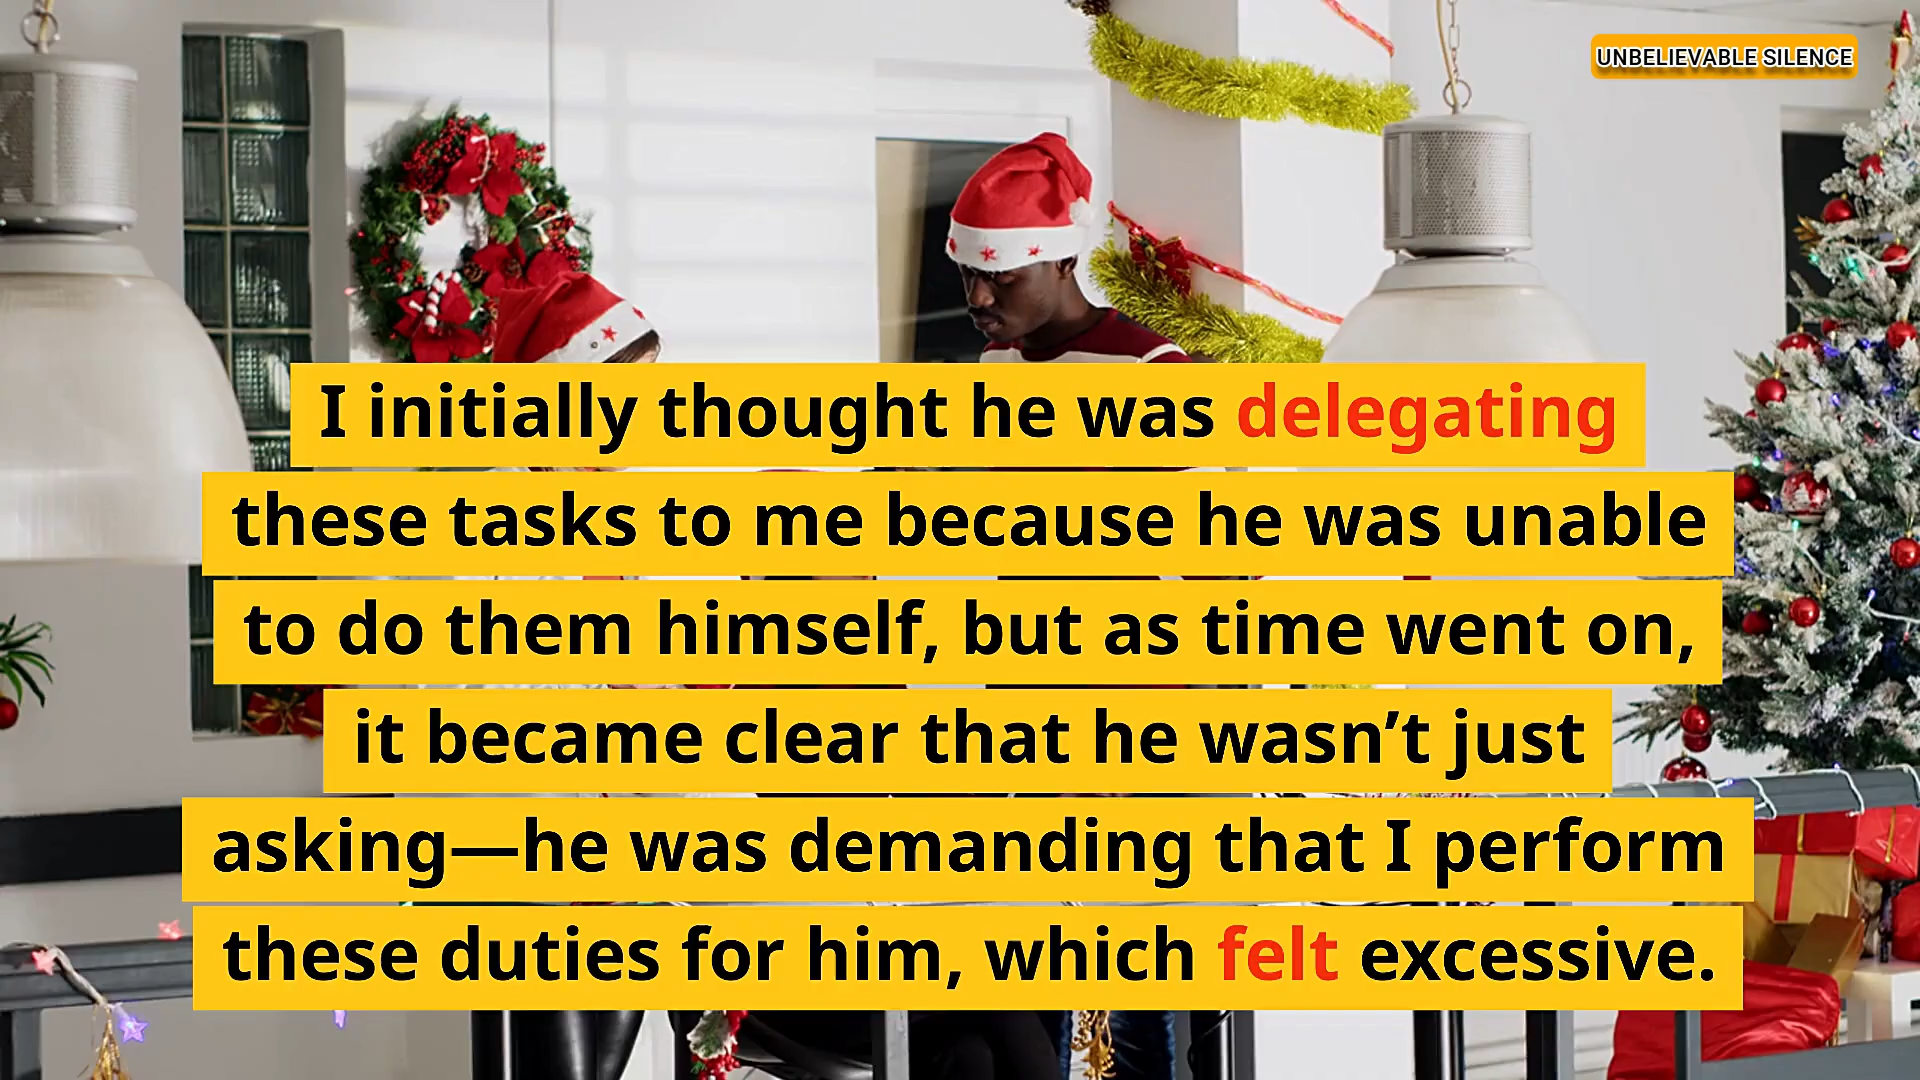 UNBELIEVABLE SILENCE
I initially thought he was delegating
these tasks to me because he was unable
to do them himself, but as time went on,
it became clear that he wasn’t just
asking—he was demanding that I perform
these duties for him, which felt excessive.